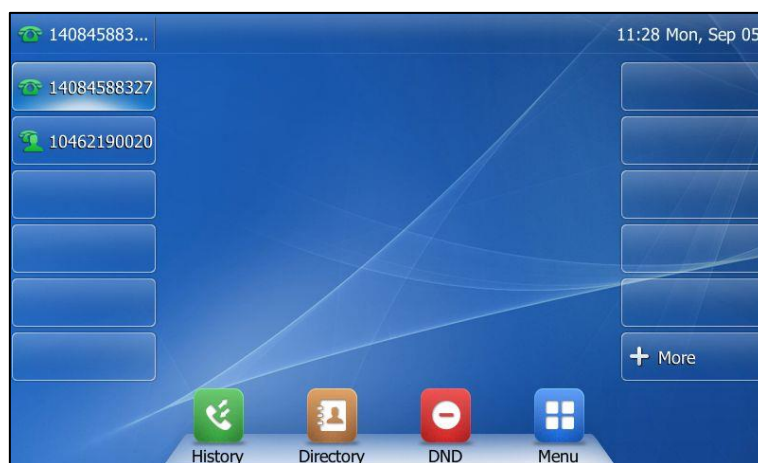 140845883... 11:28 Mon, Sep 05
14084588327
10462190020
More
History Directory DND Menu